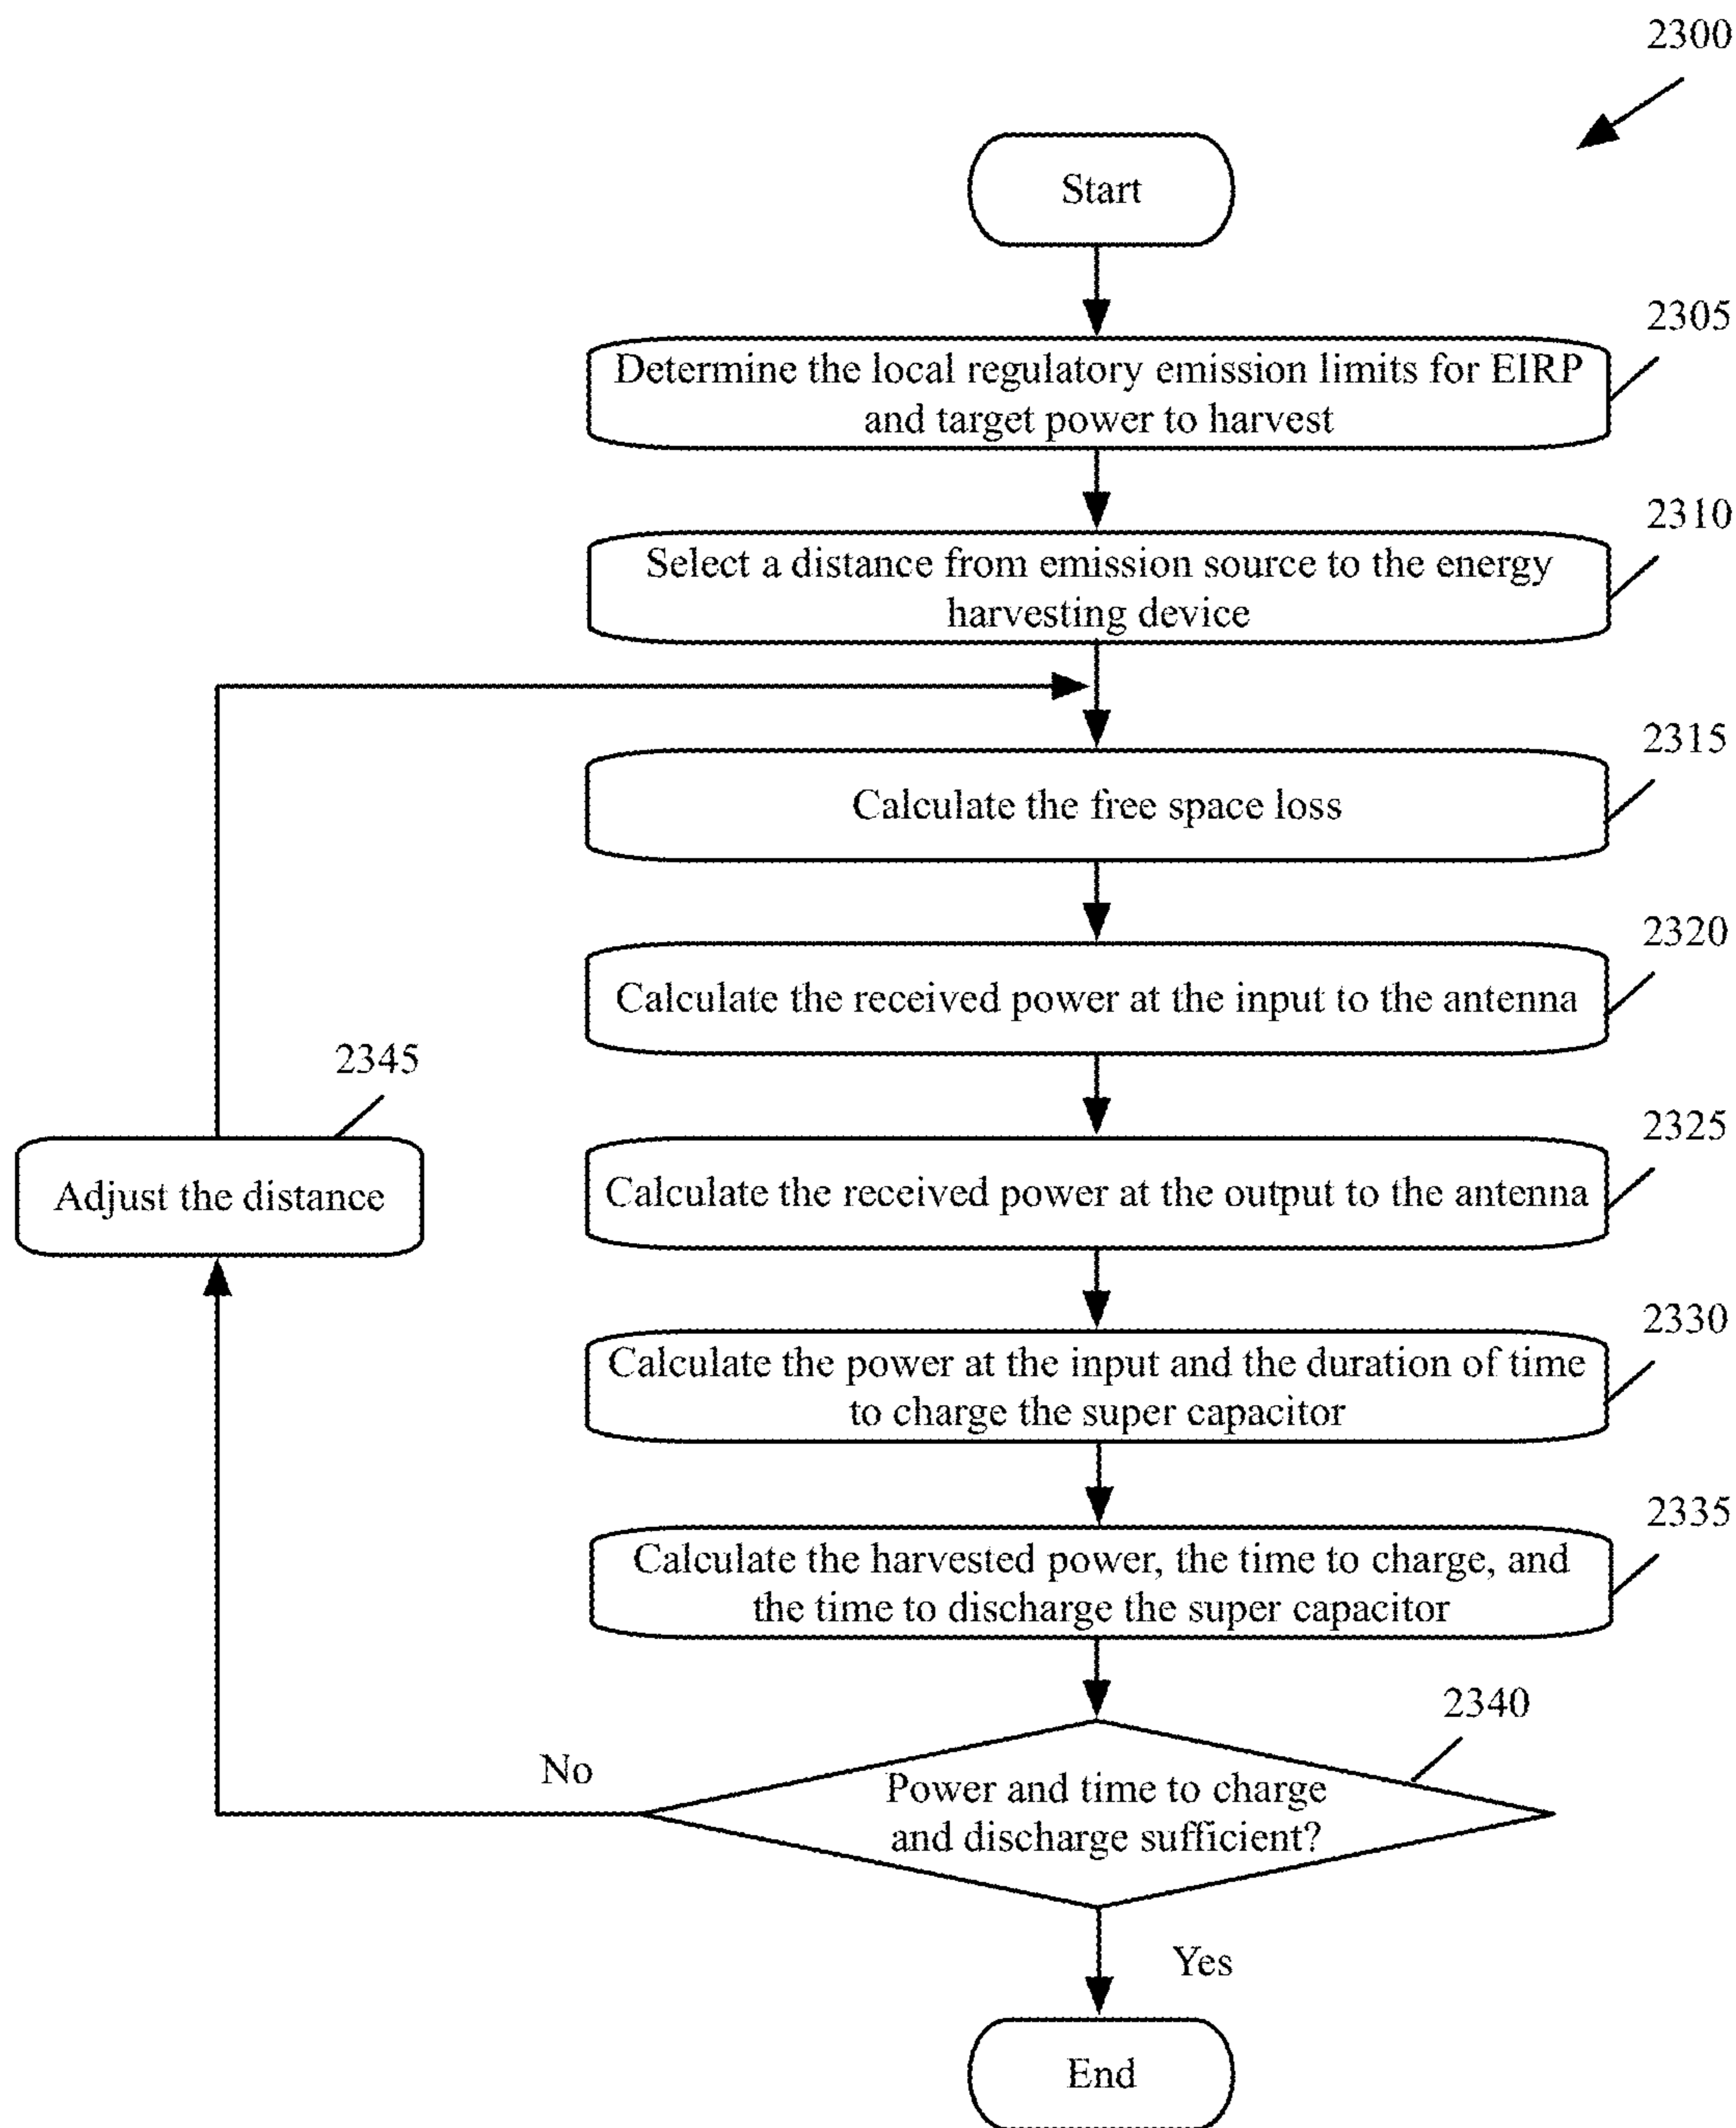 2300
Start
2305
Determine the local regulatory emission limits for EIRP
and target power to harvest
2310
Select a distance from emission source to the energy
harvesting device
2315
Calculate the free space loss
2320
Calculate the received power at the input to the antenna
2345
Adjust the distance
2325
Calculate the received power at the output to the antenna
2330
Calculate the power at the input and the duration of time
to charge the super capacitor
2335
Calculate the harvested power, the time to charge, and
the time to discharge the super capacitor
2340
No
Power and time to charge
and discharge sufficient?
Yes
End